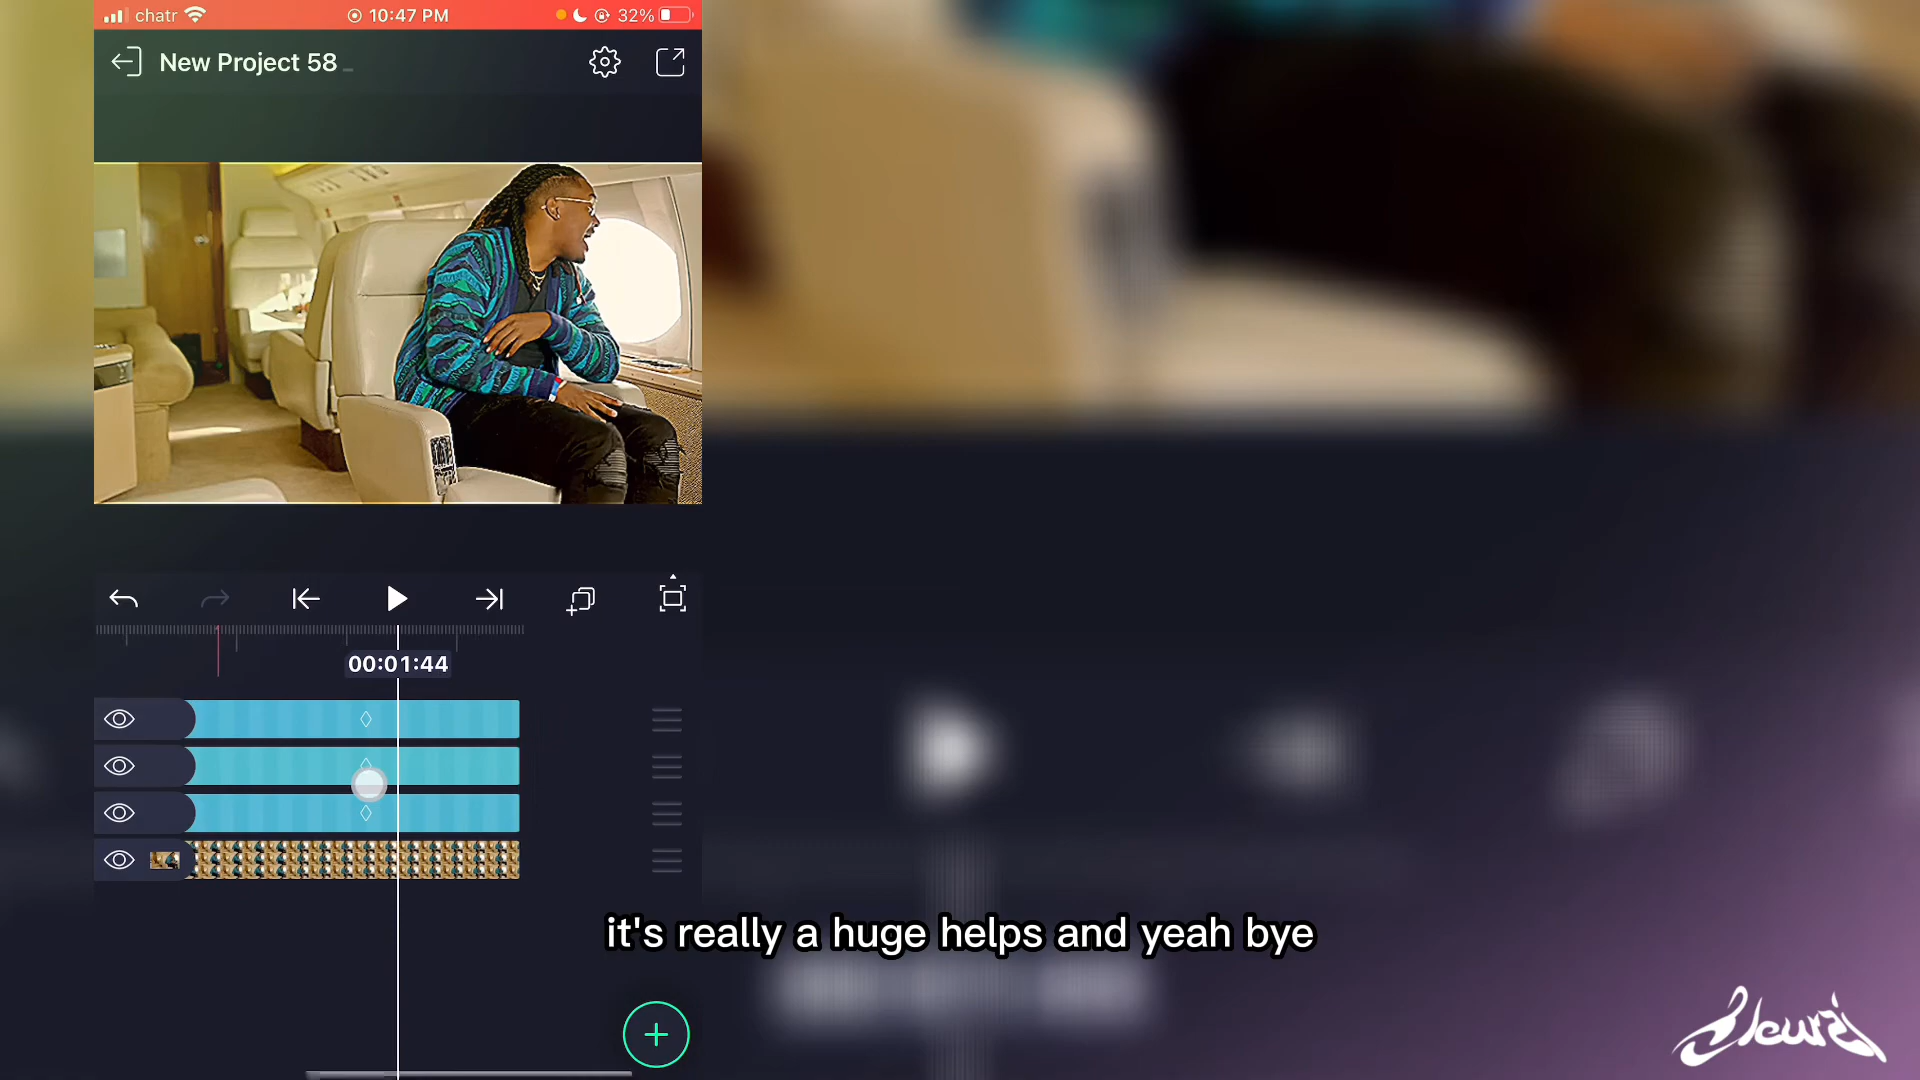 chatr
10:47 PM
32%
New Project 58
00:01:44
it's really a huge helps and yeah bye